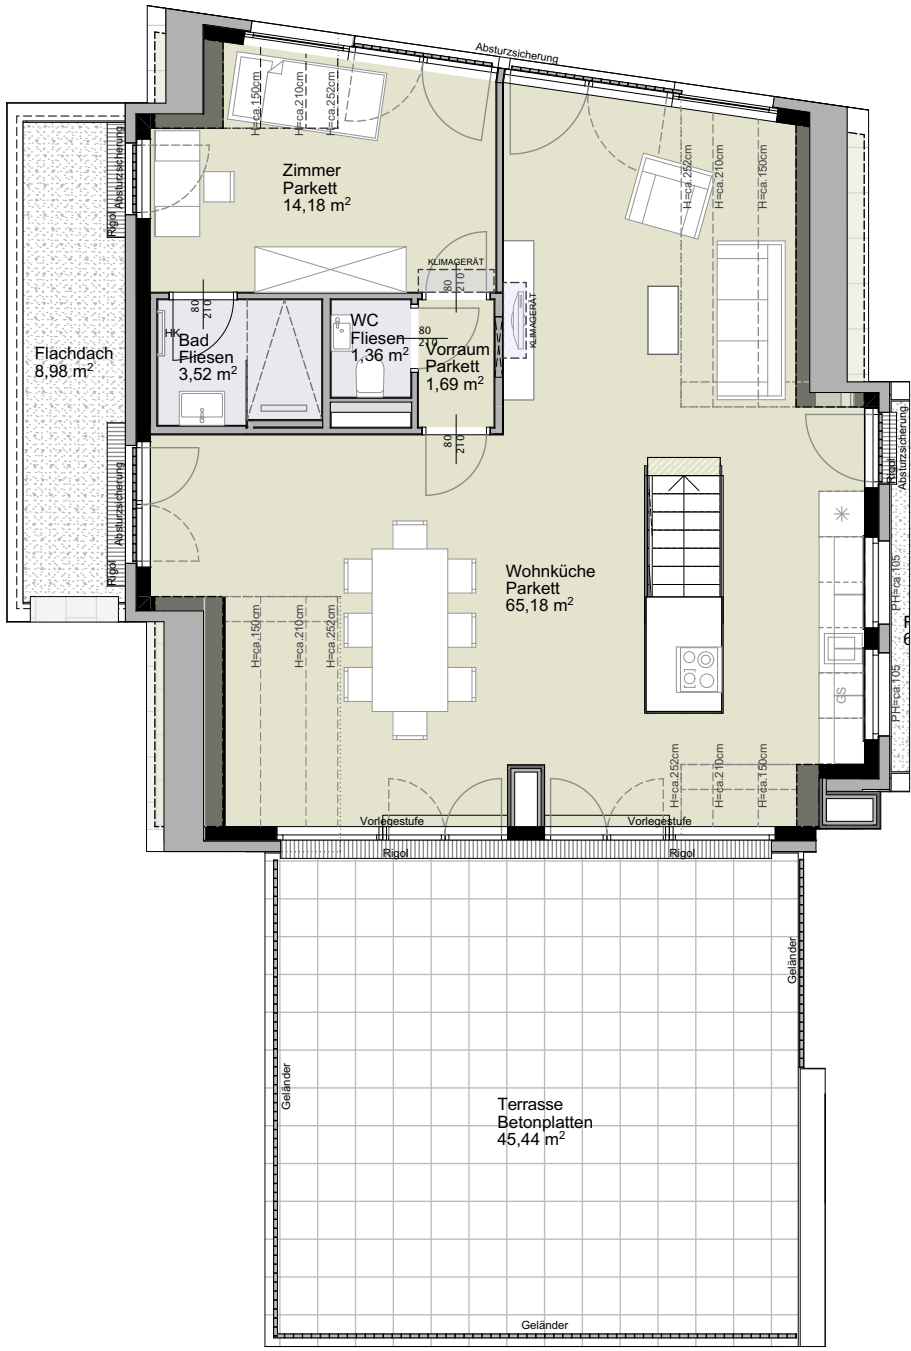 Absturzsicherung
H=ca.150cm
H=ca.210cm
H=ca.252cm
Zimmer
Parkett
14,18 m²
Absturzsicherung
Rigol
H=ca.252cm
H=ca.210cm
H=ca.150cm
KLIMAGERÄT
80
210
KLIMAGERÄT
80
210
HK
Bad
Fliesen
3,52 m²
WC
Fliesen
1,36 m²
80
210
Vorraum
Parkett
1,69 m²
Flachdach
8,98 m²
80
210
Absturzsicherung
Rigol
Absturzsicherung
Rigol
Wohnküche
Parkett
65,18 m²
H=ca.150cm
H=ca.210cm
H=ca.252cm
PH=ca.105
PH=ca.105
GS
H=ca.252cm
H=ca.210cm
H=ca.150cm
Vorlegestufe
Vorlegestufe
Rigol
Rigol
Geländer
Geländer
Terrasse
Betonplatten
45,44 m²
Geländer